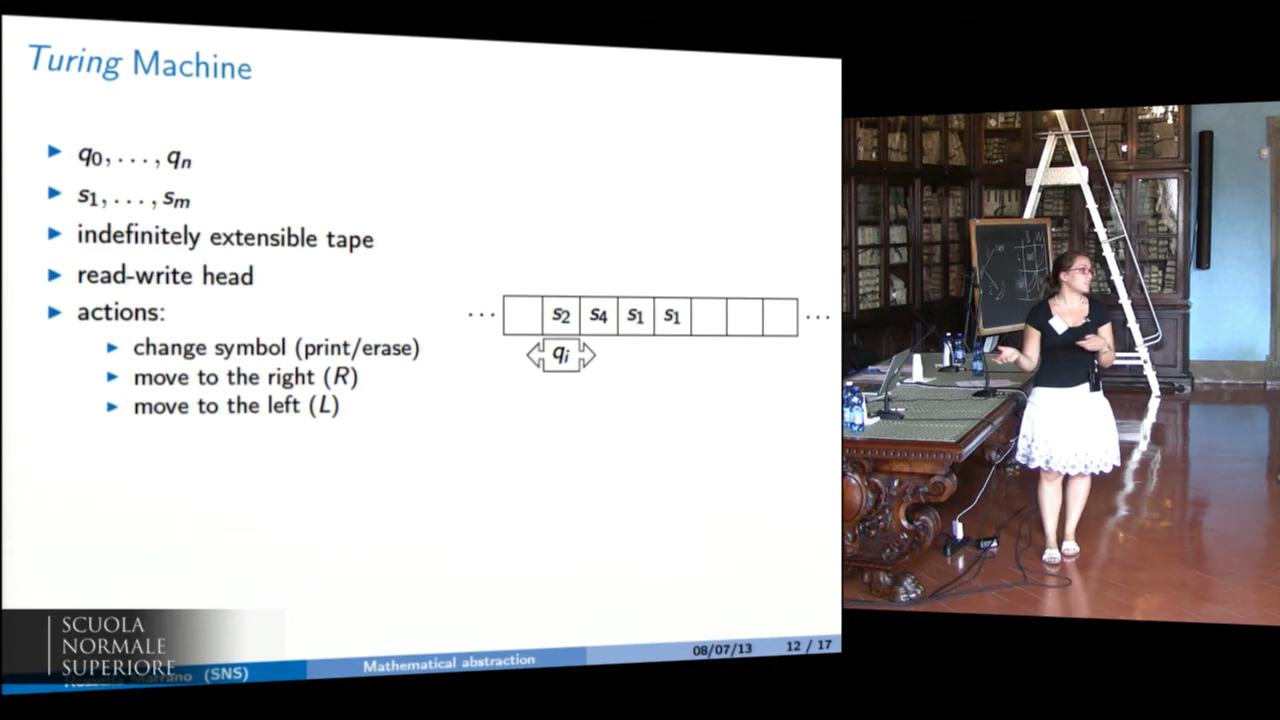 Turing Machine
q0, . . . , qn
s1, . . . , sm
indefinitely extensible tape
read-write head
actions:
change symbol (print/erase)
move to the right (R)
move to the left (L)
. . . s2 s4 s1 s1 . . .
qi
SCUOLA
NORMALE
SUPERIORE
Marrano (SNS)
Mathematical abstraction
08/07/13
12 / 17